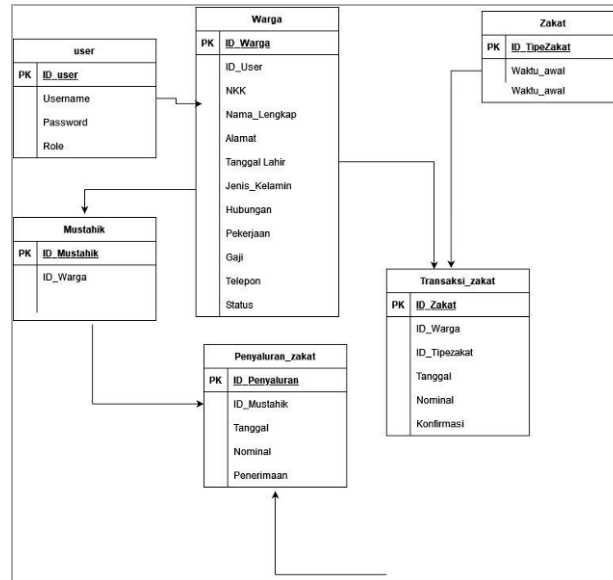 user
PK ID_user
Username
Password
Role
Warga
PK ID_Warga
ID_User
NKK
Nama_Lengkap
Alamat
Tanggal Lahir
Jenis_Kelamin
Hubungan
Pekerjaan
Gaji
Telepon
Status
Zakat
PK ID_TipeZakat
Waktu_awal
Waktu_awal
Mustahik
PK ID_Mustahik
ID_Warga
Transaksi_zakat
PK ID_Zakat
ID_Warga
ID_Tipezakat
Tanggal
Nominal
Konfirmasi
Penyaluran_zakat
PK ID_Penyaluran
ID_Mustahik
Tanggal
Nominal
Penerimaan